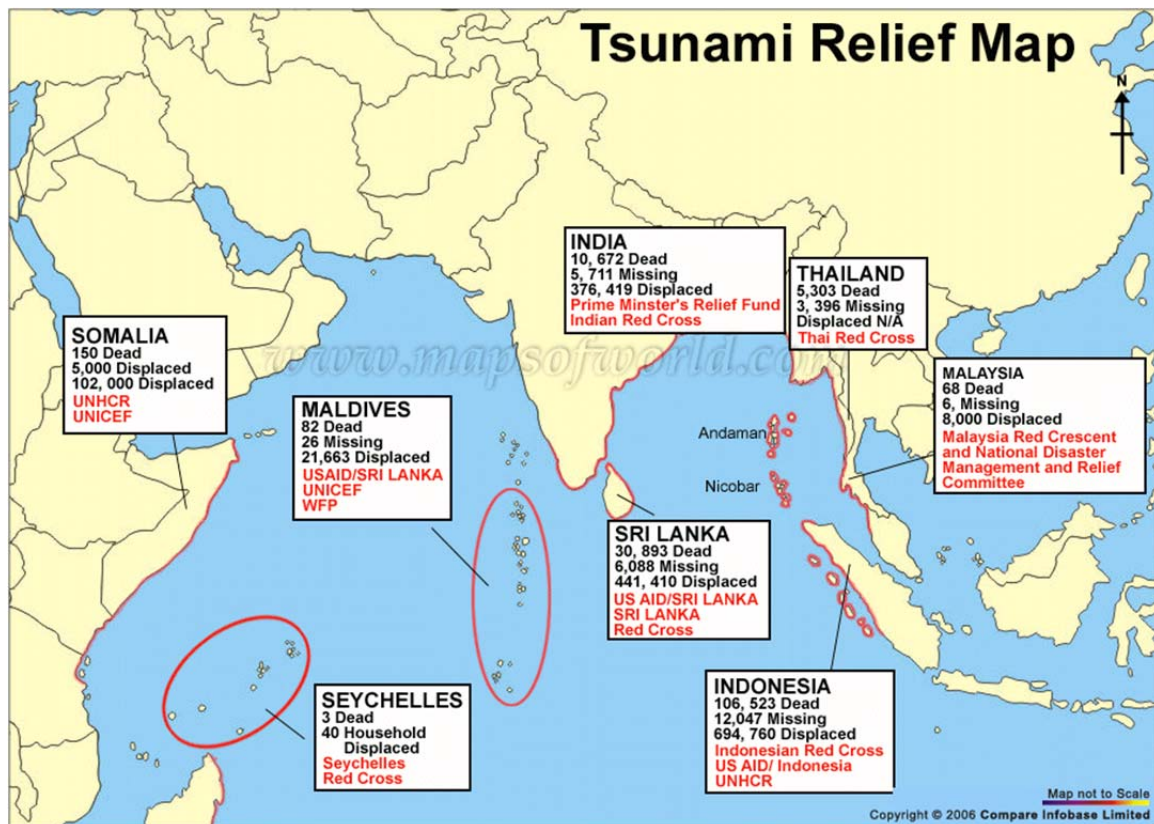 Tsunami Relief Map
N
INDIA
10, 672 Dead
5, 711 Missing
376, 419 Displaced
Prime Minster's Relief Fund
Indian Red Cross
THAILAND
5,303 Dead
3, 396 Missing
Displaced N/A
Thai Red Cross
SOMALIA
150 Dead
5,000 Displaced
102, 000 Displaced
UNHCR
UNICEF
www.mapsofworld.com
MALAYSIA
68 Dead
6, Missing
8,000 Displaced
Malaysia Red Crescent
and National Disaster
Management and Relief
Committee
MALDIVES
82 Dead
26 Missing
21,663 Displaced
USAID/SRI LANKA
UNICEF
WFP
Andaman
Nicobar
SRI LANKA
30, 893 Dead
6,088 Missing
441, 410 Displaced
US AID/SRI LANKA
SRI LANKA
Red Cross
SEYCHELLES
3 Dead
40 Household
Displaced
Seychelles
Red Cross
INDONESIA
106, 523 Dead
12,047 Missing
694, 760 Displaced
Indonesian Red Cross
US AID/ Indonesia
UNHCR
Map not to Scale
Copyright © 2006 Compare Infobase Limited